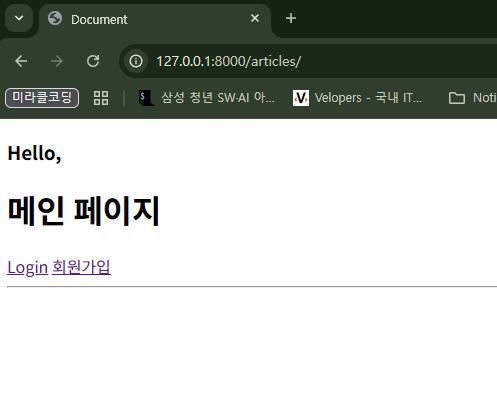 Document
127.0.0.1:8000/articles/
미라클코딩
삼성 청년 SW·AI 아...
Velopers - 국내 IT...
Noti
Hello,
메인 페이지
Login 회원가입